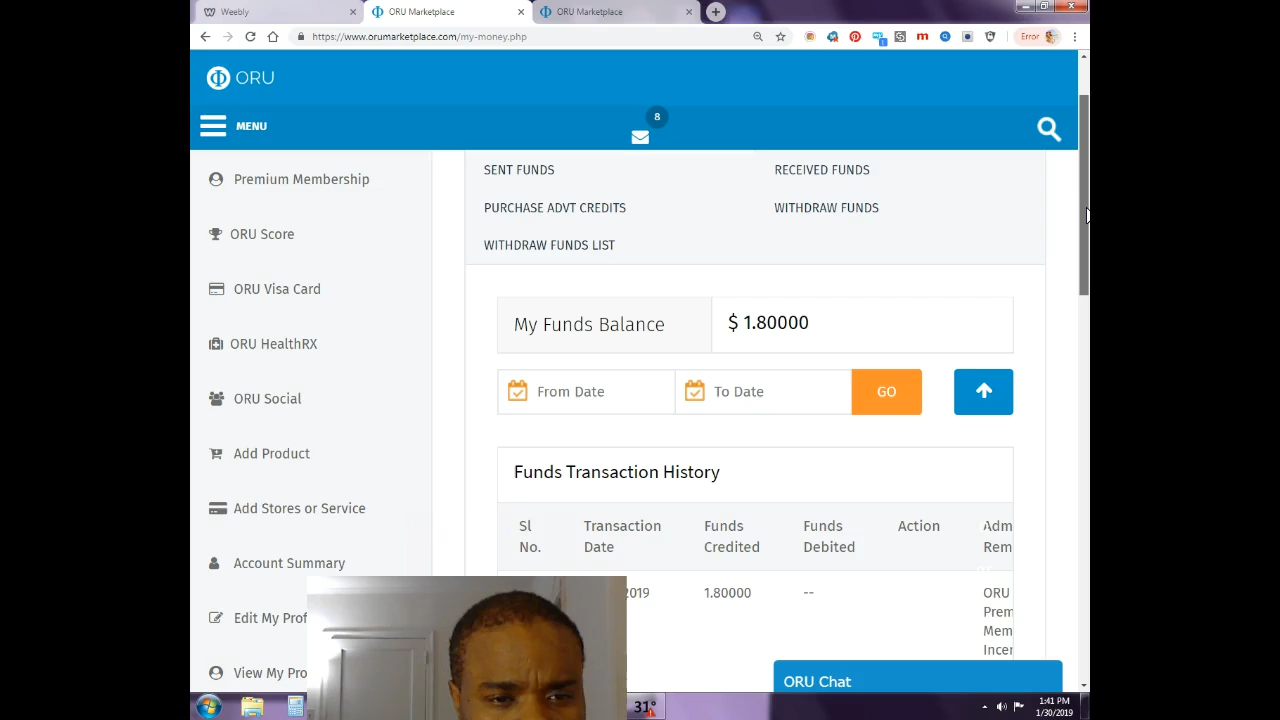 Weebly
ORU Marketplace
ORU Marketplace
https://www.orumarketplace.com/my-money.php
Error
ORU
MENU
8
Premium Membership
ORU Score
ORU Visa Card
ORU HealthRX
ORU Social
Add Product
Add Stores or Service
Account Summary
Edit My Prof
View My Pro
SENT FUNDS
RECEIVED FUNDS
PURCHASE ADVT CREDITS
WITHDRAW FUNDS
WITHDRAW FUNDS LIST
My Funds Balance
$ 1.80000
From Date
To Date
GO
Funds Transaction History
Sl No.
Transaction Date
Funds Credited
Funds Debited
Action
Adm
Rem
2019
1.80000
--
ORU
Prem
Mem
Incen
ORU Chat
31°
1:41 PM
1/30/2019